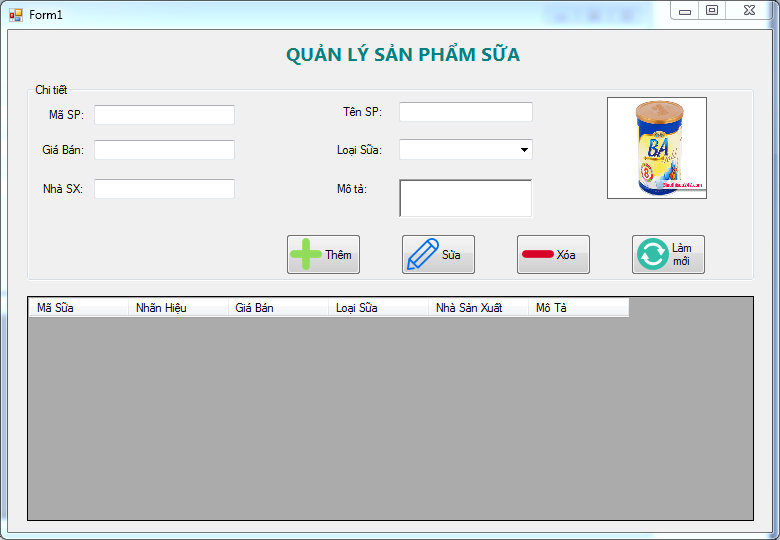 Form1
QUẢN LÝ SẢN PHẨM SỮA
Chi tiết
Mã SP:
Tên SP:
Giá Bán:
Loại Sữa:
Nhà SX:
Mô tả:
BA
Thêm
Sửa
Xóa
Làm
mới
Mã Sữa Nhãn Hiệu Giá Bán Loại Sữa Nhà Sản Xuất Mô Tả